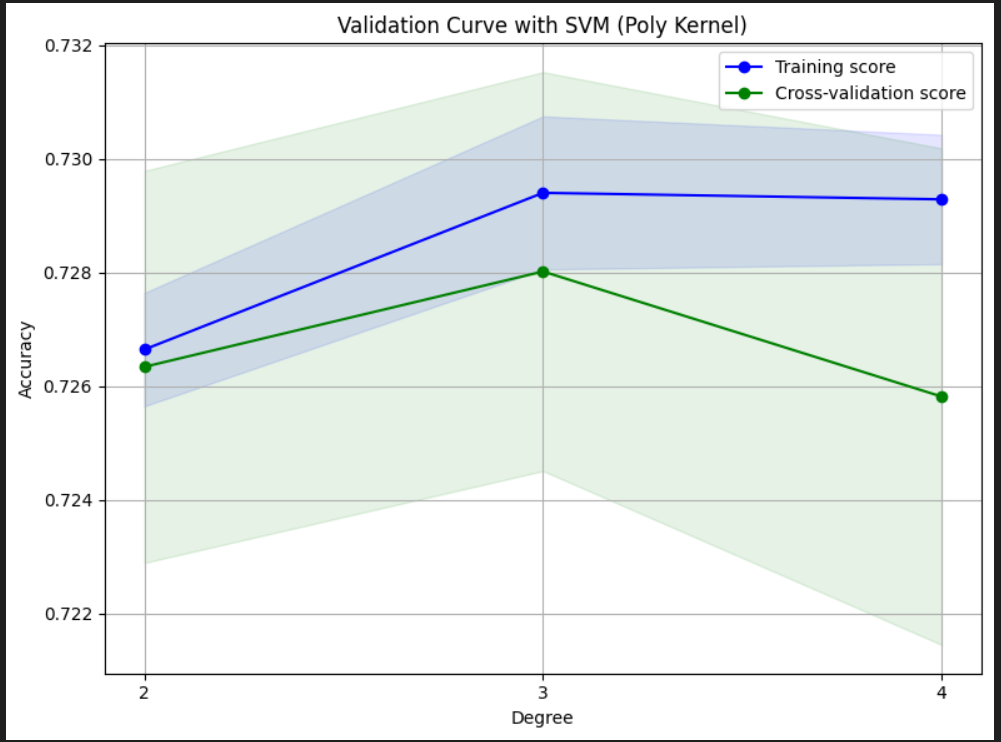 Validation Curve with SVM (Poly Kernel)
Training score
Cross-validation score
0.732
0.730
0.728
0.726
0.724
0.722
Accuracy
2
3
4
Degree